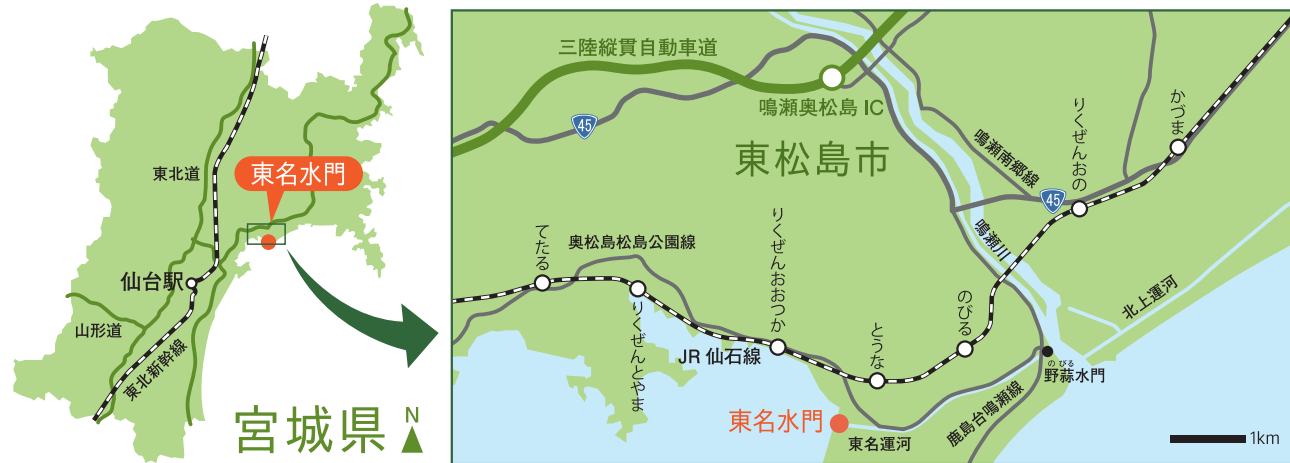 東北道
東名水門
仙台駅
山形道
東北新幹線
宮城県
N
三陸縦貫自動車道
鳴瀬奥松島 IC
45
東松島市
鳴瀬南郷線
かづま
りくぜんおの
45
鳴瀬川
奥松島松島公園線
てたる
りくぜんとやま
りくぜんおおつか
JR 仙石線
とうな
のびる
北上運河
のびる
野蒜水門
鹿島台鳴瀬線
東名水門
東名運河
1km